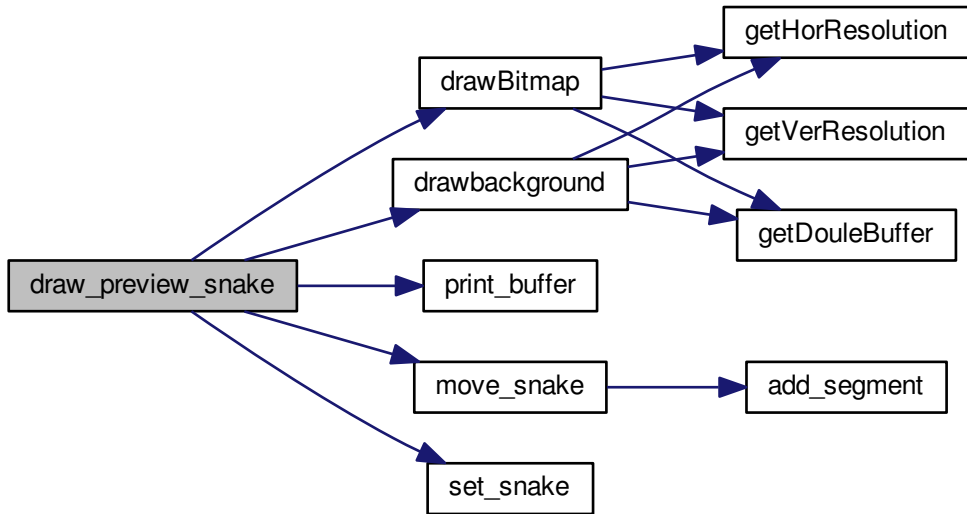 getHorResolution
drawBitmap
getVerResolution
drawbackground
getDouleBuffer
draw_preview_snake
print_buffer
move_snake
add_segment
set_snake